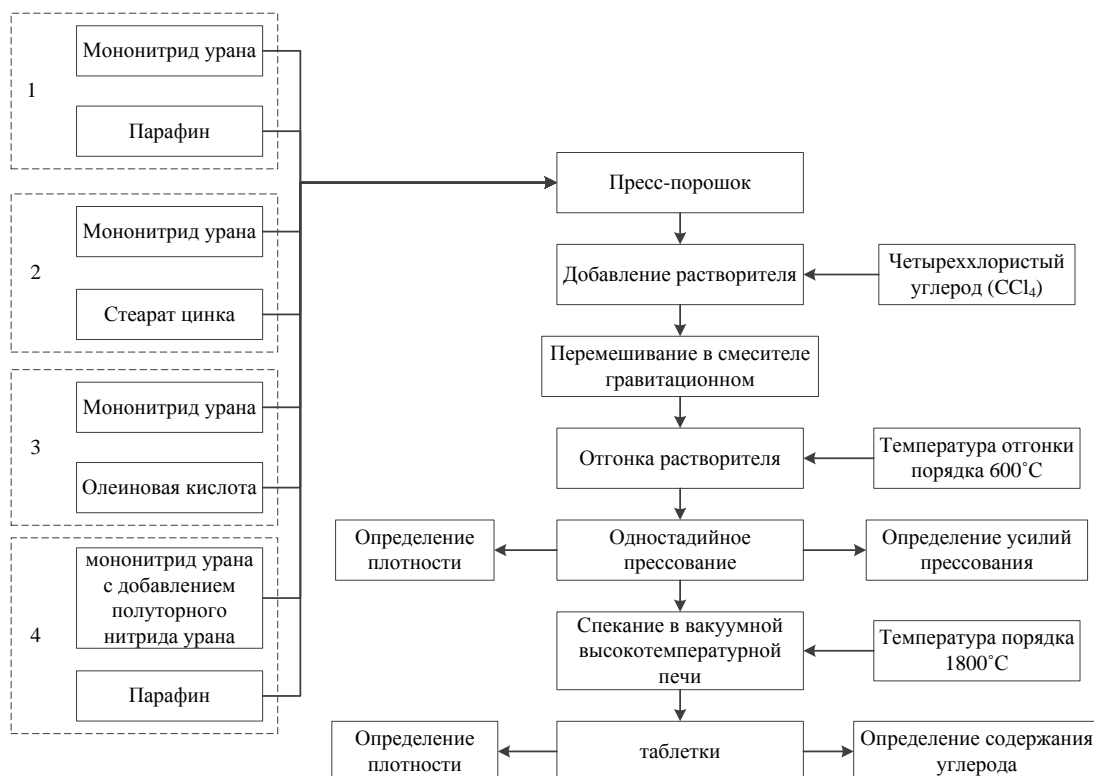 1
Мононитрид урана
Парафин
2
Мононитрид урана
Стеарат цинка
3
Мононитрид урана
Олеиновая кислота
4
мононитрид урана
с добавлением
полуторного
нитрида урана
Парафин
Пресс-порошок
Добавление растворителя
Четыреххлористый
углерод (CCl₄)
Перемешивание в смесителе
гравитационном
Отгонка растворителя
Температура отгонки
порядка 600˚С
Определение
плотности
Одностадийное
прессование
Определение усилий
прессования
Спекание в вакуумной
высокотемпературной
печи
Температура порядка
1800˚С
Определение
плотности
таблетки
Определение содержания
углерода